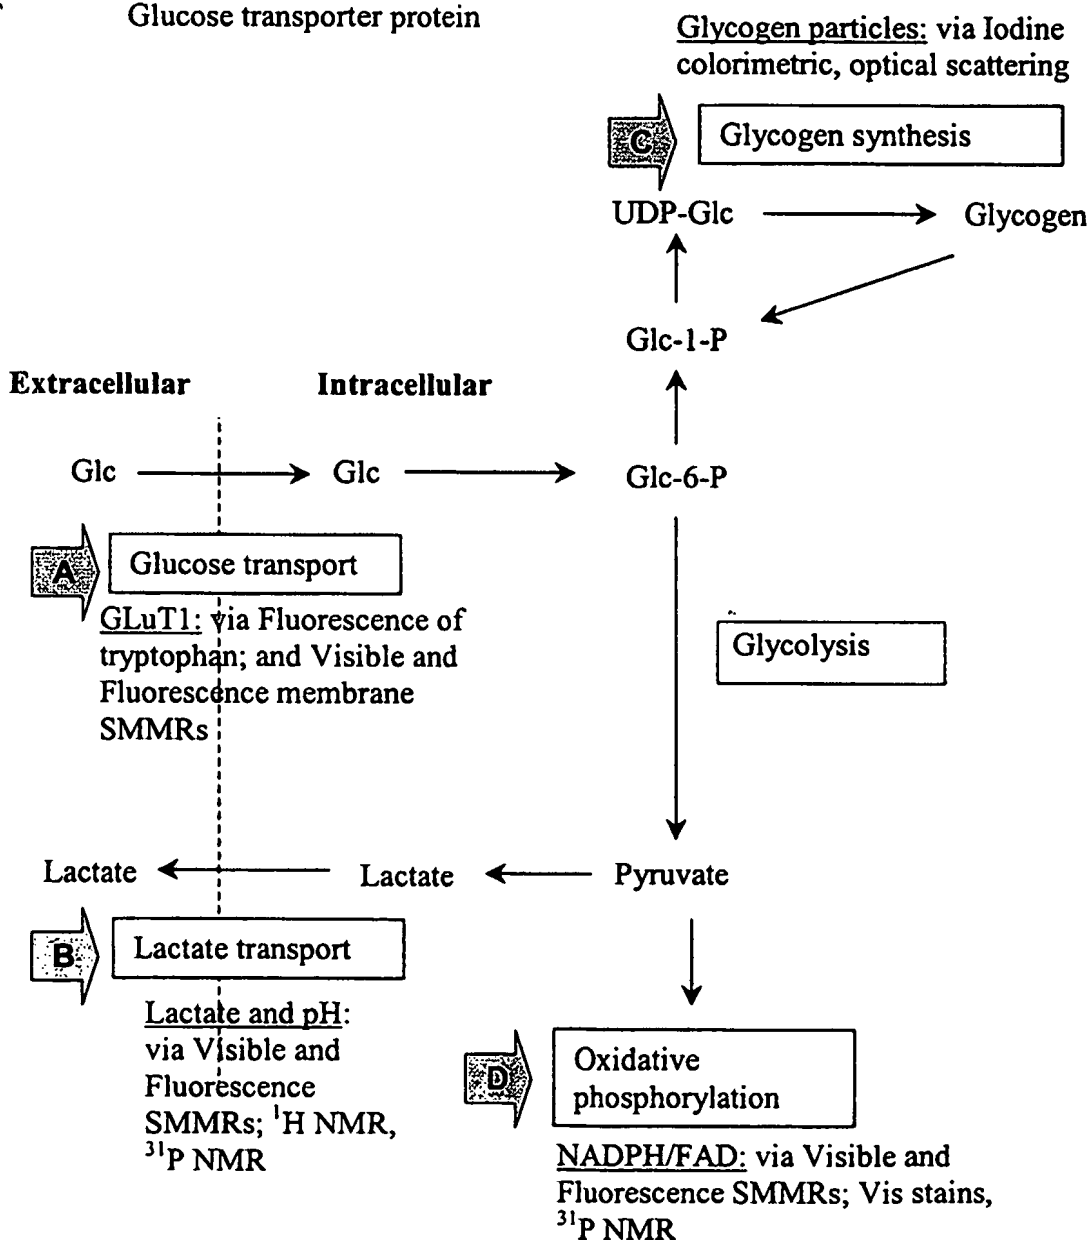 Glucose transporter protein
Glycogen particles: via Iodine
colorimetric, optical scattering
C
Glycogen synthesis
UDP-Glc
Glycogen
Glc-1-P
Extracellular
Intracellular
Glc
Glc
Glc-6-P
A
Glucose transport
GLuT1: via Fluorescence of
tryptophan; and Visible and
Fluorescence membrane
SMMRs
Glycolysis
Lactate
Lactate
Pyruvate
B
Lactate transport
Lactate and pH:
via Visible and
Fluorescence
SMMRs; ¹H NMR,
³¹P NMR
D
Oxidative
phosphorylation
NADPH/FAD: via Visible and
Fluorescence SMMRs; Vis stains,
³¹P NMR